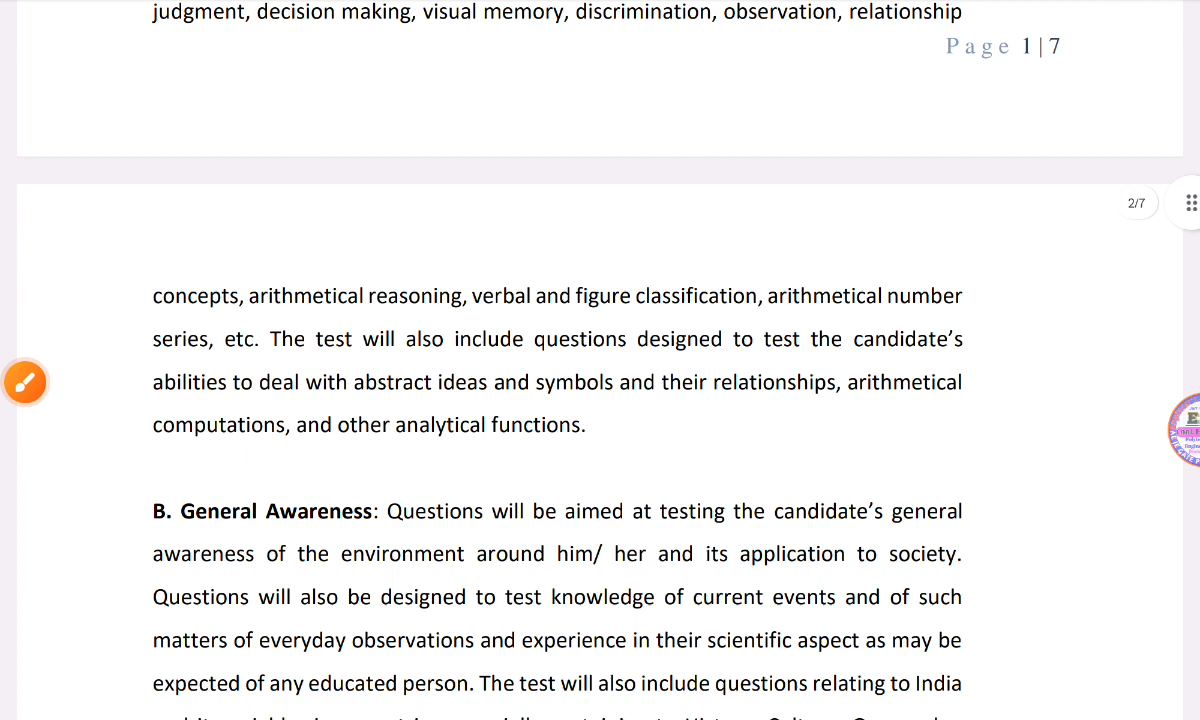 judgment, decision making, visual memory, discrimination, observation, relationship
Page 1|7
2/7
concepts, arithmetical reasoning, verbal and figure classification, arithmetical number
series, etc. The test will also include questions designed to test the candidate’s
abilities to deal with abstract ideas and symbols and their relationships, arithmetical
computations, and other analytical functions.
B. General Awareness: Questions will be aimed at testing the candidate’s general
awareness of the environment around him/ her and its application to society.
Questions will also be designed to test knowledge of current events and of such
matters of everyday observations and experience in their scientific aspect as may be
expected of any educated person. The test will also include questions relating to India